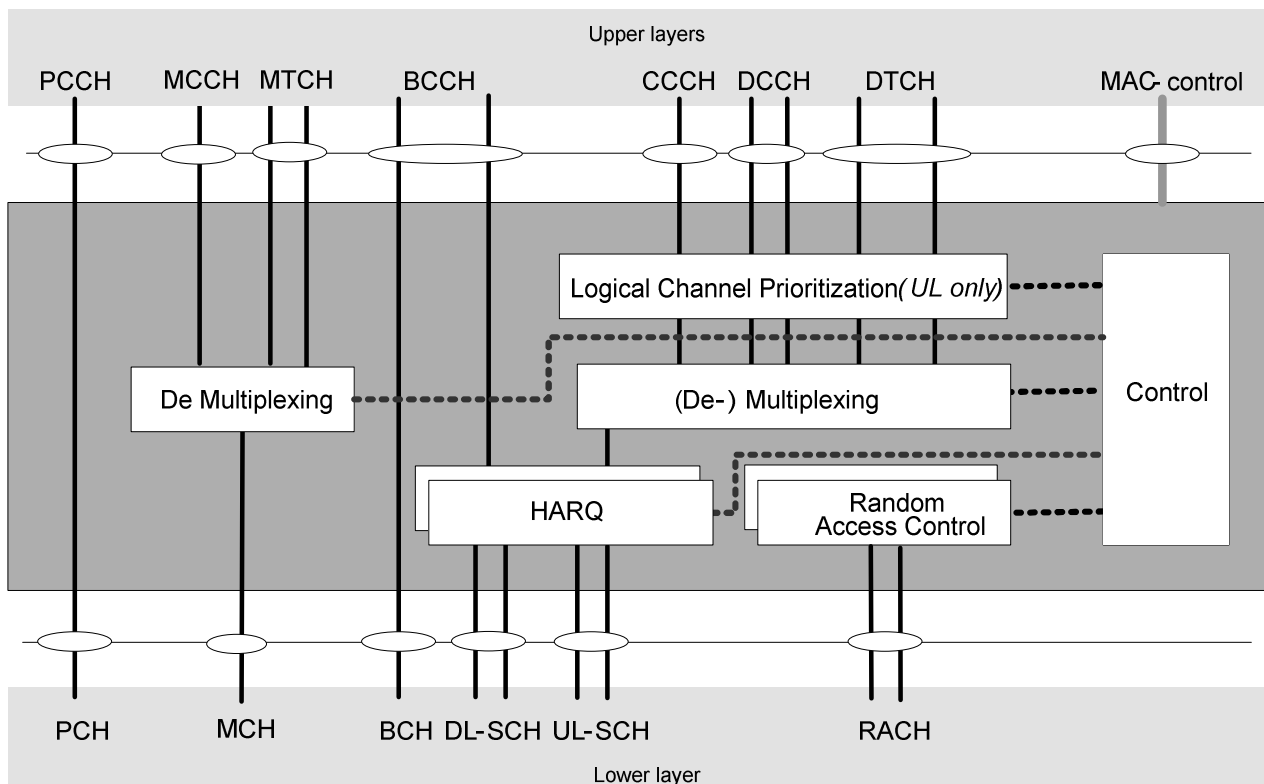 Upper layers
PCCH MCCH MTCH BCCH CCCH DCCH DTCH MAC- control
Logical Channel Prioritization (UL only)
De Multiplexing
(De-) Multiplexing
Control
HARQ
Random
Access Control
PCH MCH BCH DL-SCH UL-SCH RACH
Lower layer